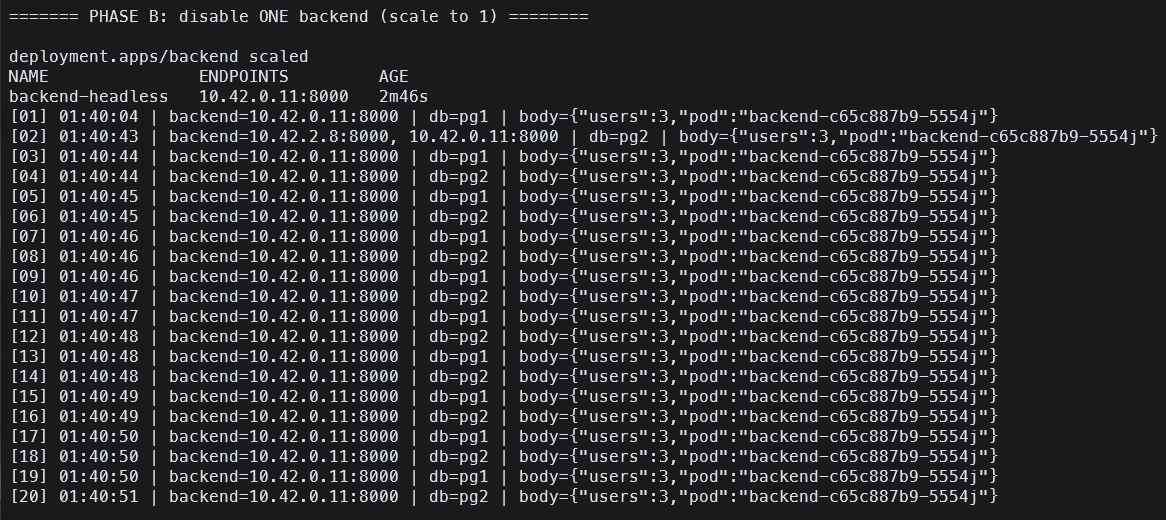 ======= PHASE B: disable ONE backend (scale to 1) ========
deployment.apps/backend scaled
NAME               ENDPOINTS         AGE
backend-headless   10.42.0.11:8000   2m46s
[01] 01:40:04 | backend=10.42.0.11:8000 | db=pg1 | body={"users":3,"pod":"backend-c65c887b9-5554j"}
[02] 01:40:43 | backend=10.42.2.8:8000, 10.42.0.11:8000 | db=pg2 | body={"users":3,"pod":"backend-c65c887b9-5554j"}
[03] 01:40:44 | backend=10.42.0.11:8000 | db=pg1 | body={"users":3,"pod":"backend-c65c887b9-5554j"}
[04] 01:40:44 | backend=10.42.0.11:8000 | db=pg2 | body={"users":3,"pod":"backend-c65c887b9-5554j"}
[05] 01:40:45 | backend=10.42.0.11:8000 | db=pg1 | body={"users":3,"pod":"backend-c65c887b9-5554j"}
[06] 01:40:45 | backend=10.42.0.11:8000 | db=pg2 | body={"users":3,"pod":"backend-c65c887b9-5554j"}
[07] 01:40:46 | backend=10.42.0.11:8000 | db=pg1 | body={"users":3,"pod":"backend-c65c887b9-5554j"}
[08] 01:40:46 | backend=10.42.0.11:8000 | db=pg2 | body={"users":3,"pod":"backend-c65c887b9-5554j"}
[09] 01:40:46 | backend=10.42.0.11:8000 | db=pg1 | body={"users":3,"pod":"backend-c65c887b9-5554j"}
[10] 01:40:47 | backend=10.42.0.11:8000 | db=pg2 | body={"users":3,"pod":"backend-c65c887b9-5554j"}
[11] 01:40:47 | backend=10.42.0.11:8000 | db=pg1 | body={"users":3,"pod":"backend-c65c887b9-5554j"}
[12] 01:40:48 | backend=10.42.0.11:8000 | db=pg2 | body={"users":3,"pod":"backend-c65c887b9-5554j"}
[13] 01:40:48 | backend=10.42.0.11:8000 | db=pg1 | body={"users":3,"pod":"backend-c65c887b9-5554j"}
[14] 01:40:48 | backend=10.42.0.11:8000 | db=pg2 | body={"users":3,"pod":"backend-c65c887b9-5554j"}
[15] 01:40:49 | backend=10.42.0.11:8000 | db=pg1 | body={"users":3,"pod":"backend-c65c887b9-5554j"}
[16] 01:40:49 | backend=10.42.0.11:8000 | db=pg2 | body={"users":3,"pod":"backend-c65c887b9-5554j"}
[17] 01:40:50 | backend=10.42.0.11:8000 | db=pg1 | body={"users":3,"pod":"backend-c65c887b9-5554j"}
[18] 01:40:50 | backend=10.42.0.11:8000 | db=pg2 | body={"users":3,"pod":"backend-c65c887b9-5554j"}
[19] 01:40:50 | backend=10.42.0.11:8000 | db=pg1 | body={"users":3,"pod":"backend-c65c887b9-5554j"}
[20] 01:40:51 | backend=10.42.0.11:8000 | db=pg2 | body={"users":3,"pod":"backend-c65c887b9-5554j"}